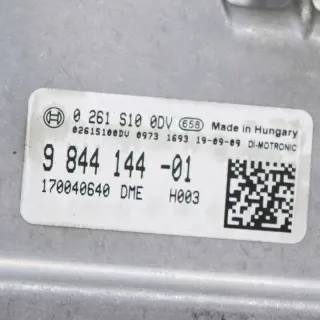 0 261 S10 0DV 658 Made in Hungary
0261S100DV 0973 1693 19-09-09 DI-MOTRONIC
9 844 144 -01
170040640 DME H003